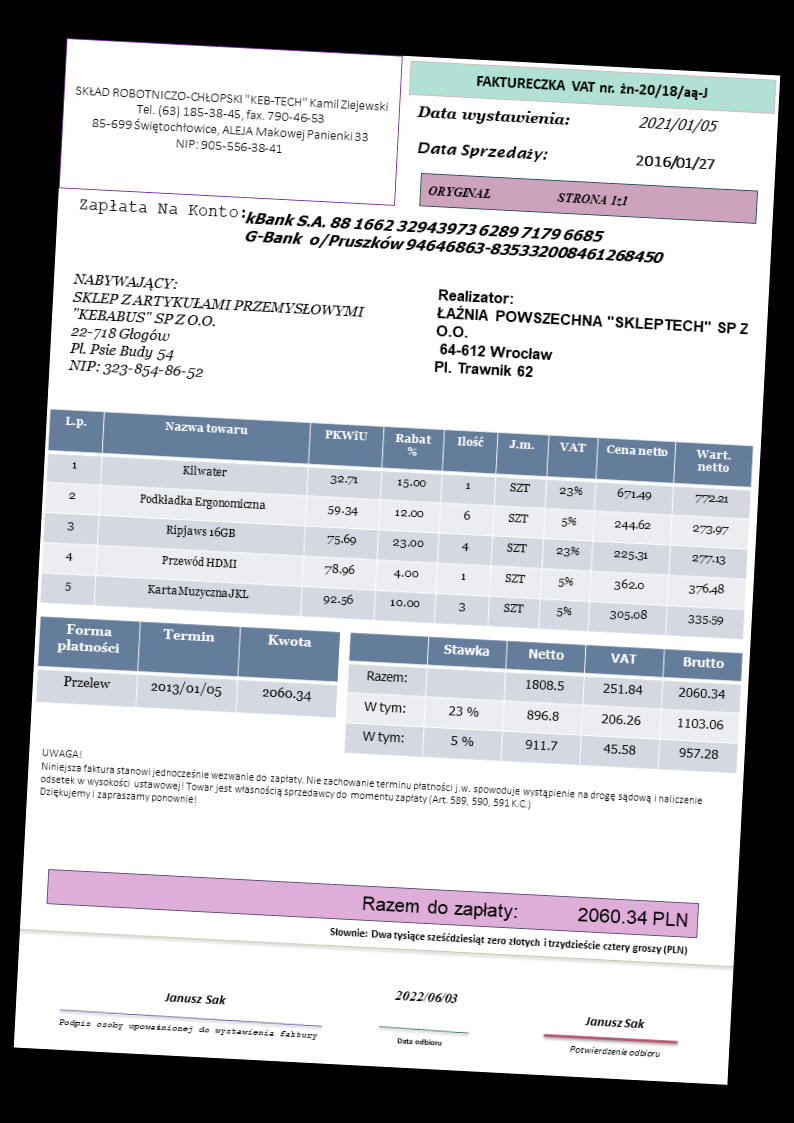 SKŁAD ROBOTNICZO-CHŁOPSKI "KEB-TECH" Kamil Ziejewski
Tel. (63) 185-38-45, fax. 790-46-53
85-699 Świętochłowice, ALEJA Makowej Panienki 33
NIP: 905-556-38-41
FAKTURECZKA VAT nr. żn-20/18/aą-J
Data wystawienia: 2021/01/05
Data Sprzedaży: 2016/01/27
ORYGINAŁ STRONA 1z1
Zapłata Na Konto:
kBank S.A. 88 1662 32943973 6289 7179 6685
G-Bank o/Pruszków 94646863-835332008461268450
NABYWAJĄCY:
SKLEP Z ARTYKUŁAMI PRZEMYSŁOWYMI
"KEBABUS" SP Z O.O.
22-718 Głogów
Pl. Psie Budy 54
NIP: 323-854-86-52
Realizator:
ŁAŹNIA POWSZECHNA "SKLEPTECH" SP Z
O.O.
64-612 Wrocław
Pl. Trawnik 62
L.p. Nazwa towaru PKWiU Rabat % Ilość J.m. VAT Cena netto Wart. netto
1 Kilwater 32.71 15.00 1 SZT 23% 671.49 772.21
2 Podkładka Ergonomiczna 59.34 12.00 6 SZT 5% 244.62 273.97
3 Ripjaws 16GB 75.69 23.00 4 SZT 23% 225.31 277.13
4 Przewód HDMI 78.96 4.00 1 SZT 5% 362.0 376.48
5 Karta Muzyczna JKL 92.56 10.00 3 SZT 5% 305.08 335.59
Forma płatności Termin Kwota
Przelew 2013/01/05 2060.34
Stawka Netto VAT Brutto
Razem: 1808.5 251.84 2060.34
W tym: 23 % 896.8 206.26 1103.06
W tym: 5 % 911.7 45.58 957.28
UWAGA!
Niniejsza faktura stanowi jednocześnie wezwanie do zapłaty. Nie zachowanie terminu płatności j.w. spowoduje wystąpienie na drogę sądową i naliczenie
odsetek w wysokości ustawowej! Towar jest własnością sprzedawcy do momentu zapłaty (Art. 589, 590, 591 K.C.)
Dziękujemy i zapraszamy ponownie!
Razem do zapłaty: 2060.34 PLN
Słownie: Dwa tysiące sześćdziesiąt zero złotych i trzydzieście cztery groszy (PLN)
Janusz Sak
Podpis osoby upoważnionej do wystawienia faktury
2022/06/03
Data odbioru
Janusz Sak
Potwierdzenie odbioru